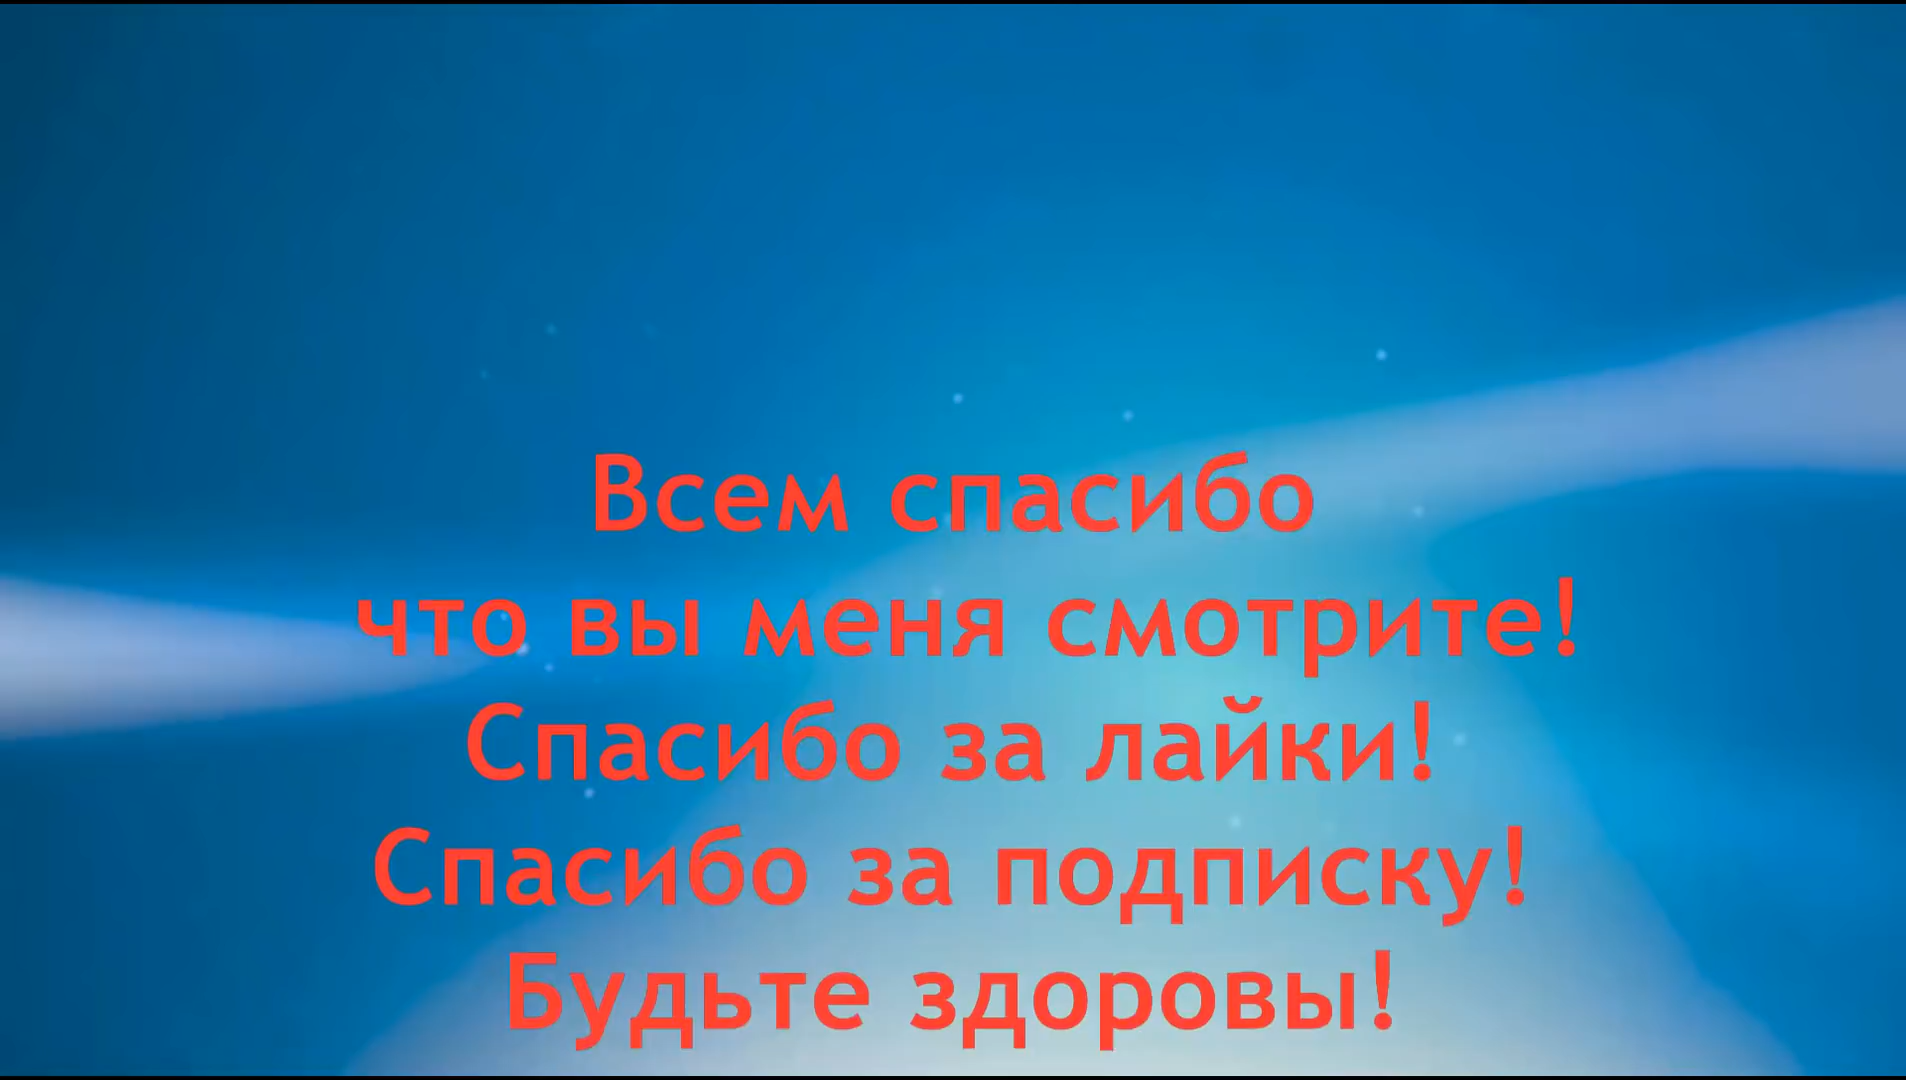 Всем спасибо
что вы меня смотрите!
Спасибо за лайки!
Спасибо за подписку!
Будьте здоровы!